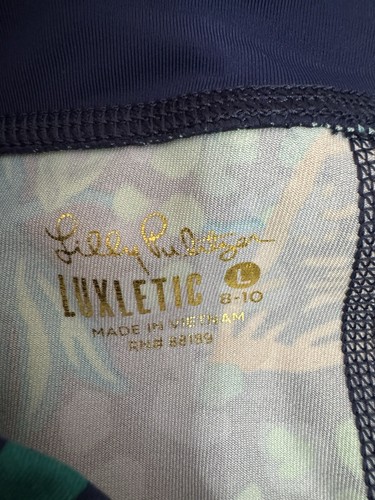 Lilly Pulitzer
LUXLETIC L
8-10
MADE IN VIETNAM
RN# 88189